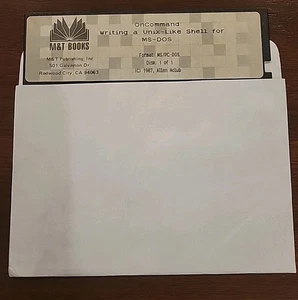 M&T BOOKS
M&T Publishing, Inc
501 Galveston Dr.
Redwood City, CA 94063
OnCommand
Writing a Unix-Like Shell for
MS-DOS
Format: MS/PC-DOS
Disk: 1 of 1
(C) 1987, Allen Holub